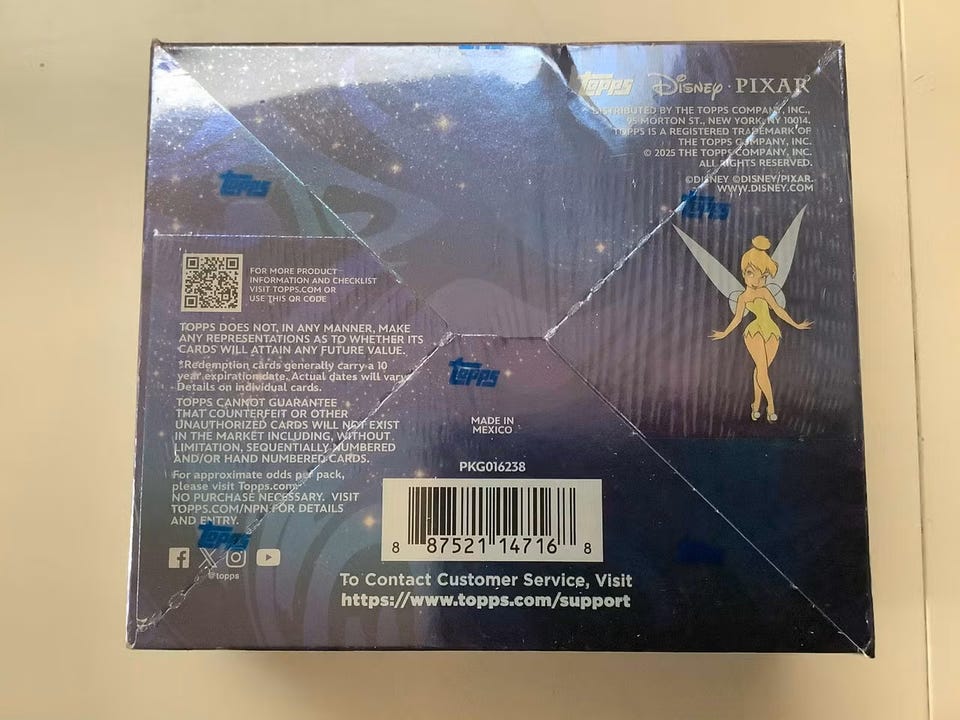 TOPPS
TOPPS DISNEY · PIXAR
DISTRIBUTED BY THE TOPPS COMPANY, INC.,
95 MORTON ST., NEW YORK, NY 10014.
TOPPS IS A REGISTERED TRADEMARK OF
THE TOPPS COMPANY, INC.
© 2025 THE TOPPS COMPANY, INC.
ALL RIGHTS RESERVED.
©DISNEY ©DISNEY/PIXAR.
WWW.DISNEY.COM
TOPPS
TOPPS
FOR MORE PRODUCT
INFORMATION AND CHECKLIST
VISIT TOPPS.COM OR
USE THIS QR CODE
TOPPS DOES NOT, IN ANY MANNER, MAKE
ANY REPRESENTATIONS AS TO WHETHER ITS
CARDS WILL ATTAIN ANY FUTURE VALUE.
*Redemption cards generally carry a 10
year expiration date. Actual dates will vary.
Details on individual cards.
TOPPS CANNOT GUARANTEE
THAT COUNTERFEIT OR OTHER
UNAUTHORIZED CARDS WILL NOT EXIST
IN THE MARKET INCLUDING, WITHOUT
LIMITATION, SEQUENTIALLY NUMBERED
AND/OR HAND NUMBERED CARDS.
For approximate odds per pack,
please visit Topps.com
NO PURCHASE NECESSARY. VISIT
TOPPS.COM/NPN FOR DETAILS
AND ENTRY.
TOPPS
@topps
TOPPS
MADE IN
MEXICO
PKG016238
8 87521 14716 8
To Contact Customer Service, Visit
https://www.topps.com/support